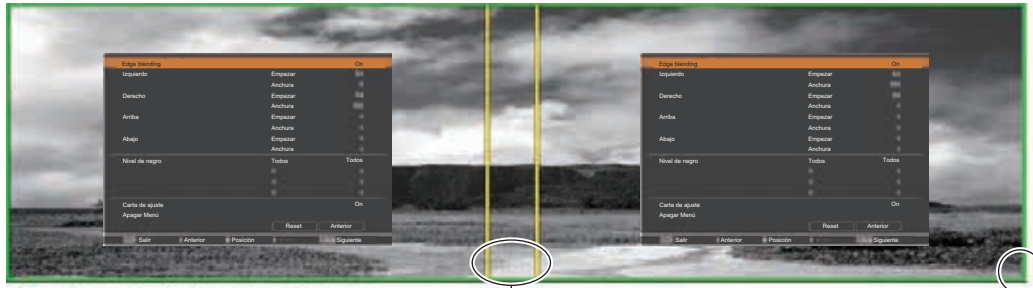 Edge blending On
Izquierdo Empezar
Anchura
Derecho Empezar
Anchura
Arriba Empezar
Anchura
Abajo Empezar
Anchura
Nivel de negro Todos Todos
Carta de ajuste On
Apagar Menú
Reset Anterior
Salir Anterior Posición Siguiente
Edge blending On
Izquierdo Empezar
Anchura
Derecho Empezar
Anchura
Arriba Empezar
Anchura
Abajo Empezar
Anchura
Nivel de negro Todos Todos
Carta de ajuste On
Apagar Menú
Reset Anterior
Salir Anterior Posición Siguiente